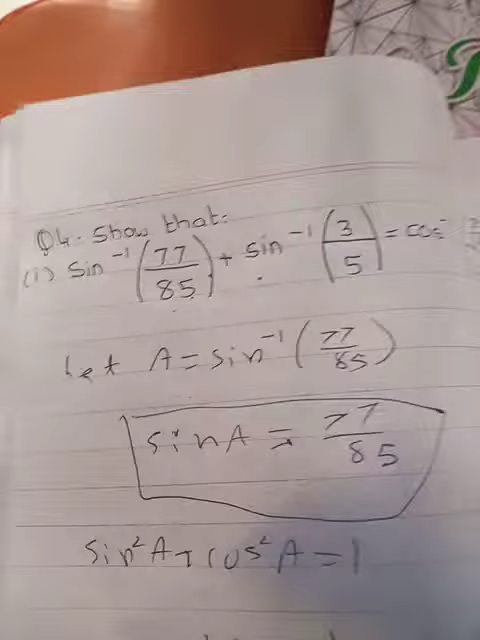 Q4. Show that:
(i) sin⁻¹(77/85) + sin⁻¹(3/5) = cos⁻
let A = sin⁻¹(77/85)
sinA = 77/85
sin²A + cos²A = 1